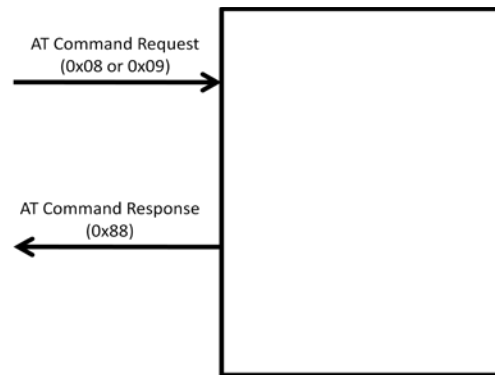 AT Command Request
(0x08 or 0x09)
AT Command Response
(0x88)